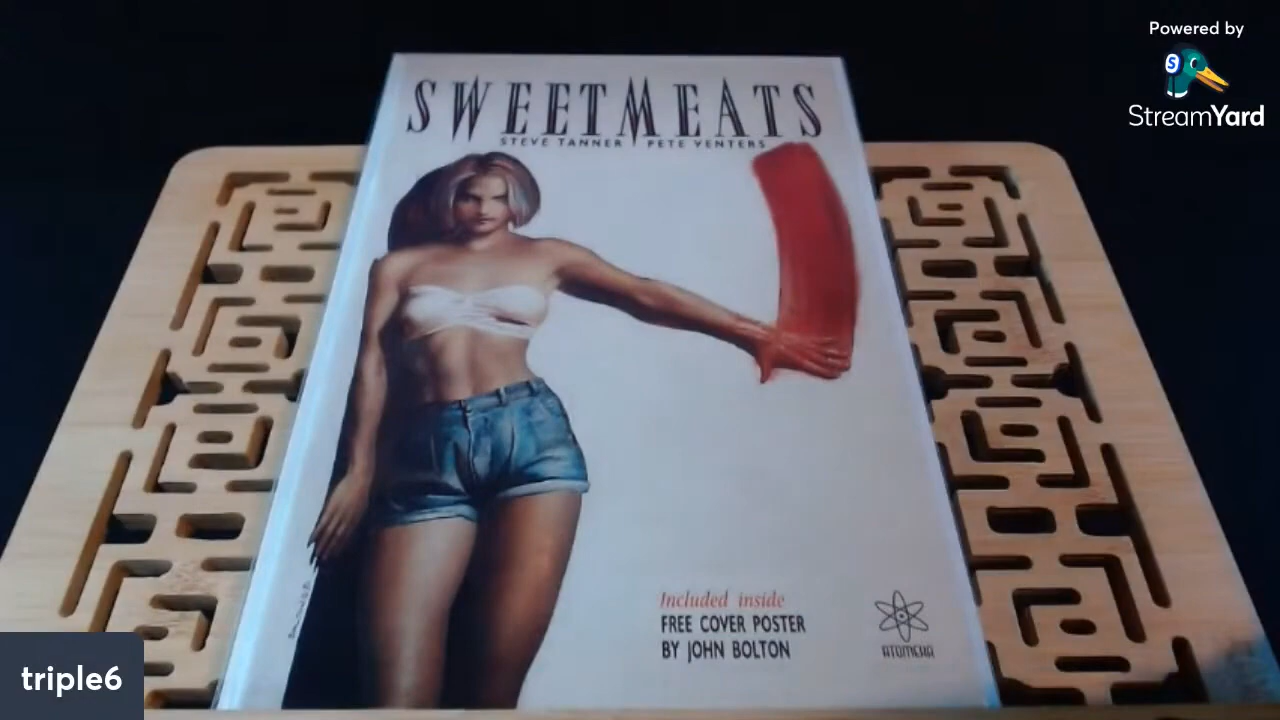 Powered by
StreamYard
SWEETMEATS
STEVE TANNER PETE VENTERS
Included inside
FREE COVER POSTER
BY JOHN BOLTON
ATOMEKA
triple6